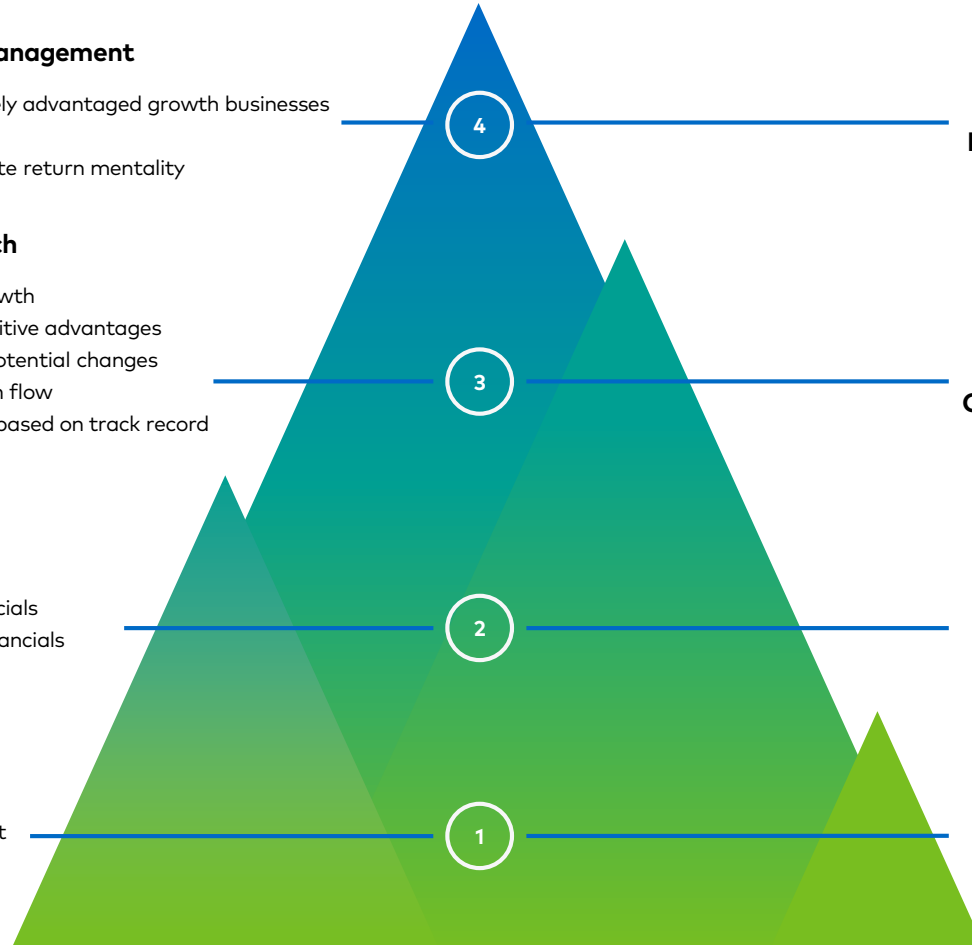 anagement
ly advantaged growth businesses
4
te return mentality
ch
wth
itive advantages
otential changes
3
n flow
based on track record
cials
2
ancials
1
t